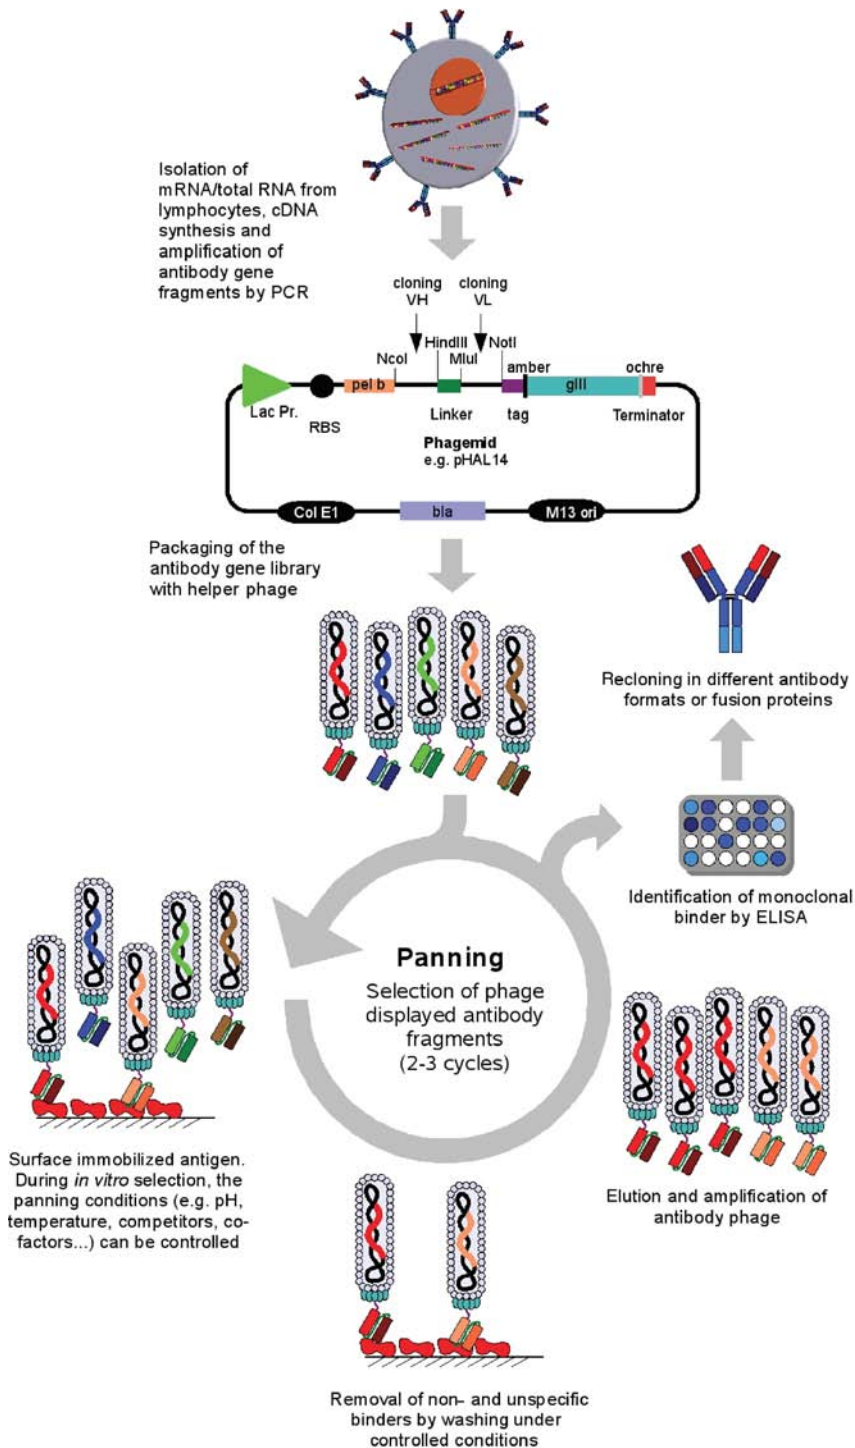 Isolation of
mRNA/total RNA from
lymphocytes, cDNA
synthesis and
amplification of
antibody gene
fragments by PCR
cloning
VH
cloning
VL
HindIII
NotI
NcoI
MluI
amber
ochre
pel b
gIII
Lac Pr.
RBS
Linker
tag
Terminator
Phagemid
e.g. pHAL14
Col E1
bla
M13 ori
Packaging of the
antibody gene library
with helper phage
Recloning in different antibody
formats or fusion proteins
Identification of monoclonal
binder by ELISA
Panning
Selection of phage
displayed antibody
fragments
(2-3 cycles)
Surface immobilized antigen.
During in vitro selection, the
panning conditions (e.g. pH,
temperature, competitors, co-
factors...) can be controlled
Elution and amplification of
antibody phage
Removal of non- and unspecific
binders by washing under
controlled conditions